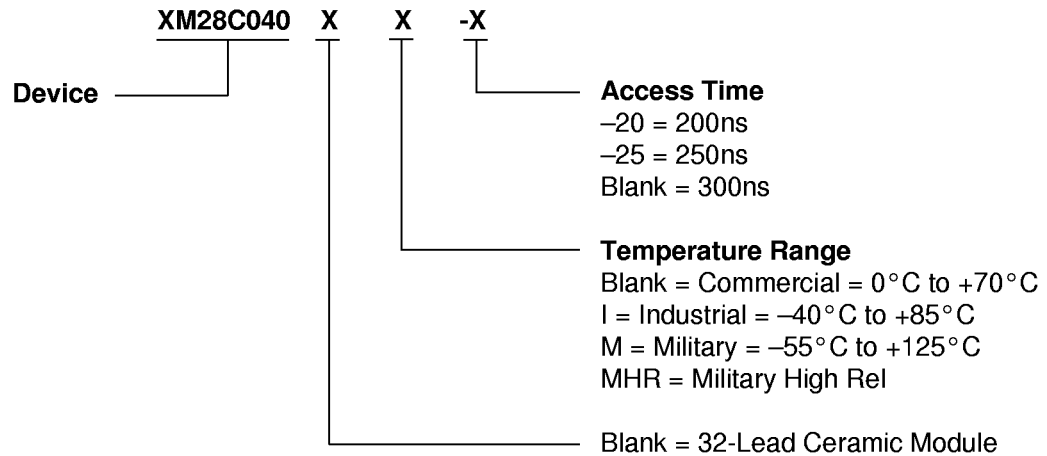 XM28C040 X X -X
Device
Access Time
–20 = 200ns
–25 = 250ns
Blank = 300ns
Temperature Range
Blank = Commercial = 0°C to +70°C
I = Industrial = –40°C to +85°C
M = Military = –55°C to +125°C
MHR = Military High Rel
Blank = 32-Lead Ceramic Module